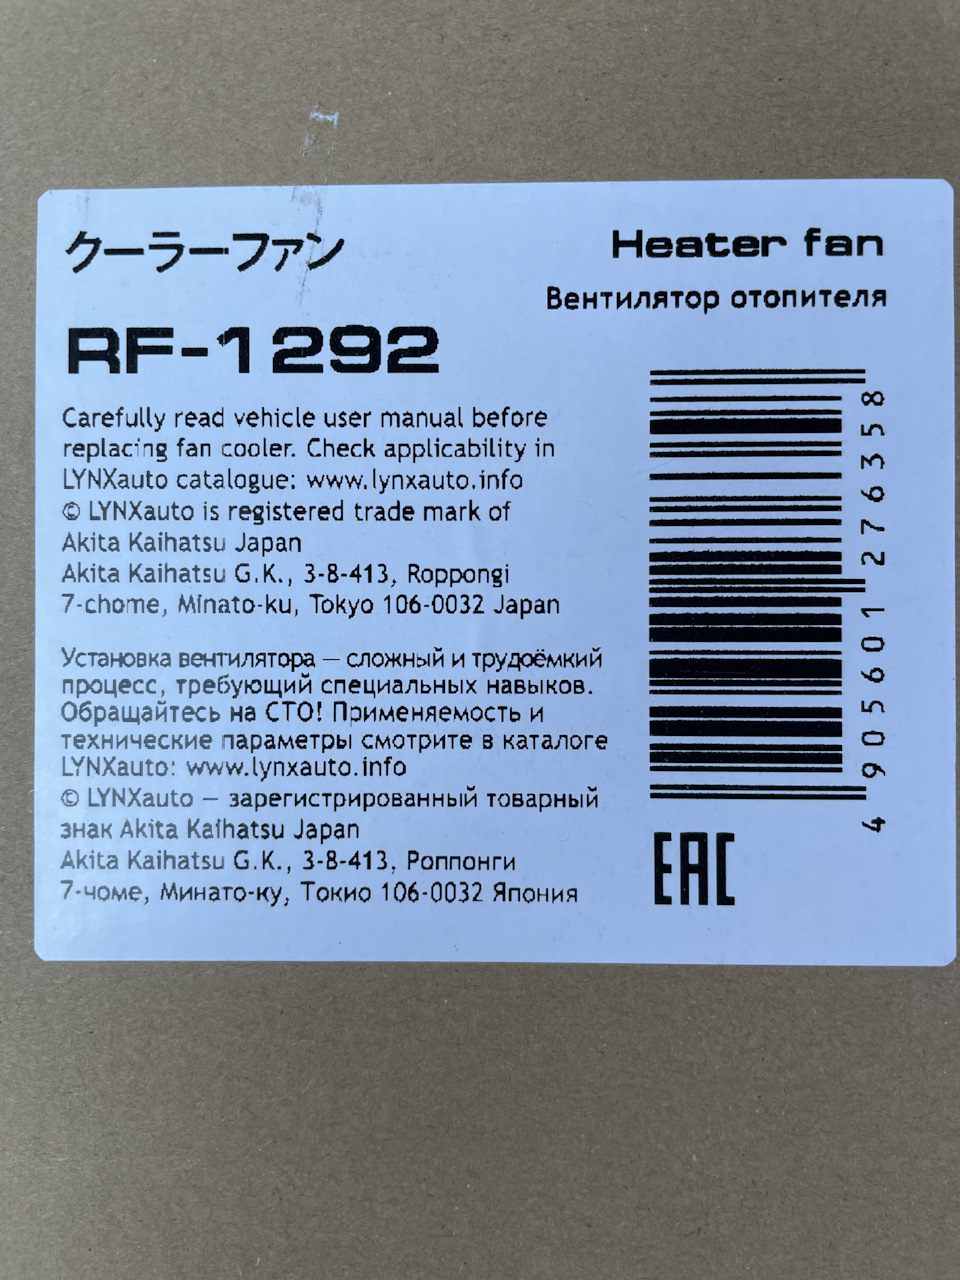 クーラーファン
Heater fan
Вентилятор отопителя
RF-1292
Carefully read vehicle user manual before
replacing fan cooler. Check applicability in
LYNXauto catalogue: www.lynxauto.info
© LYNXauto is registered trade mark of
Akita Kaihatsu Japan
Akita Kaihatsu G.K., 3-8-413, Roppongi
7-chome, Minato-ku, Tokyo 106-0032 Japan
Установка вентилятора — сложный и трудоёмкий
процесс, требующий специальных навыков.
Обращайтесь на СТО! Применяемость и
технические параметры смотрите в каталоге
LYNXauto: www.lynxauto.info
© LYNXauto — зарегистрированный товарный
знак Akita Kaihatsu Japan
Akita Kaihatsu G.K., 3-8-413, Роппонги
7-чоме, Минато-ку, Токио 106-0032 Япония
4 905601 276358
EAC